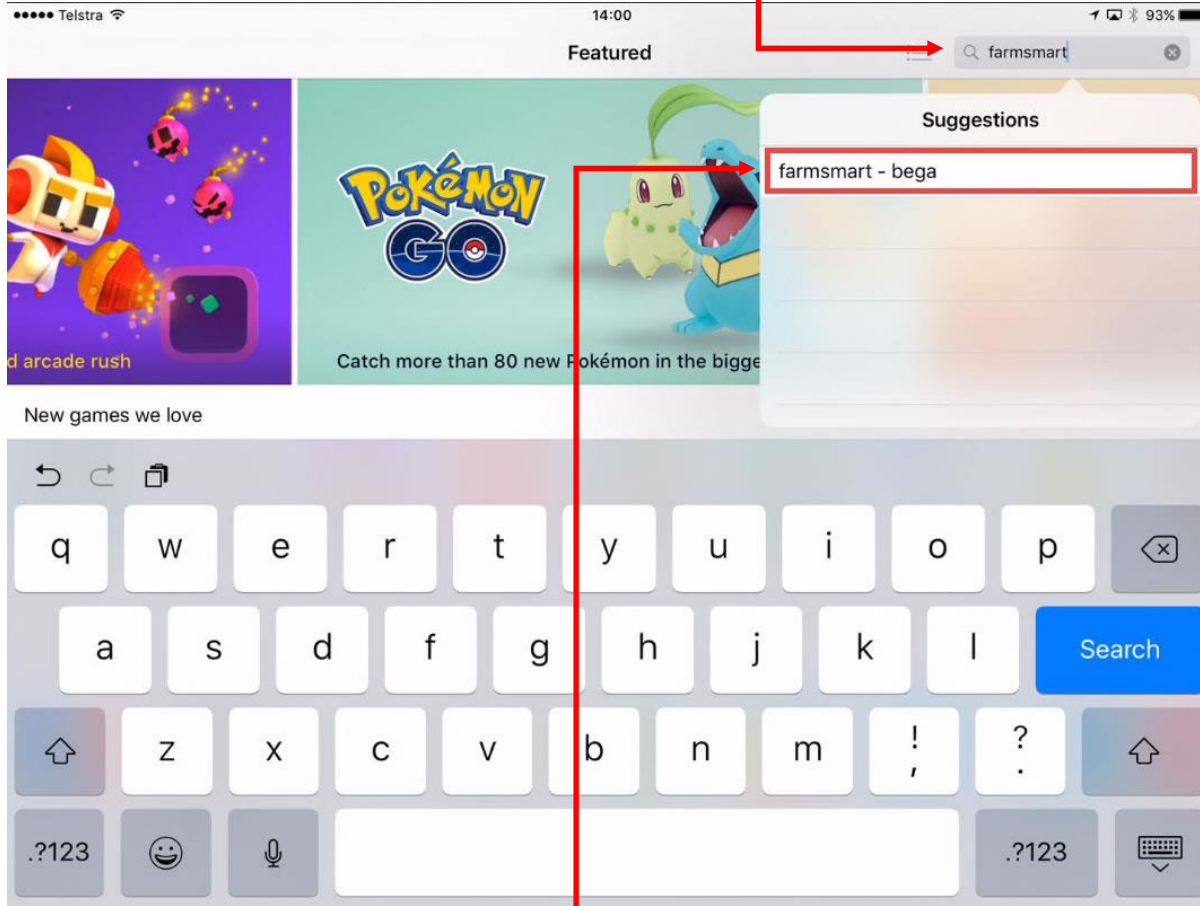 Telstra 14:00 93%
Featured farmsmart
Suggestions
farmsmart - bega
POKÉMON
GO
d arcade rush
Catch more than 80 new Pokémon in the bigge
New games we love
q w e r t y u i o p
a s d f g h j k l Search
z x c v b n m ! , ? .
.?123 .?123